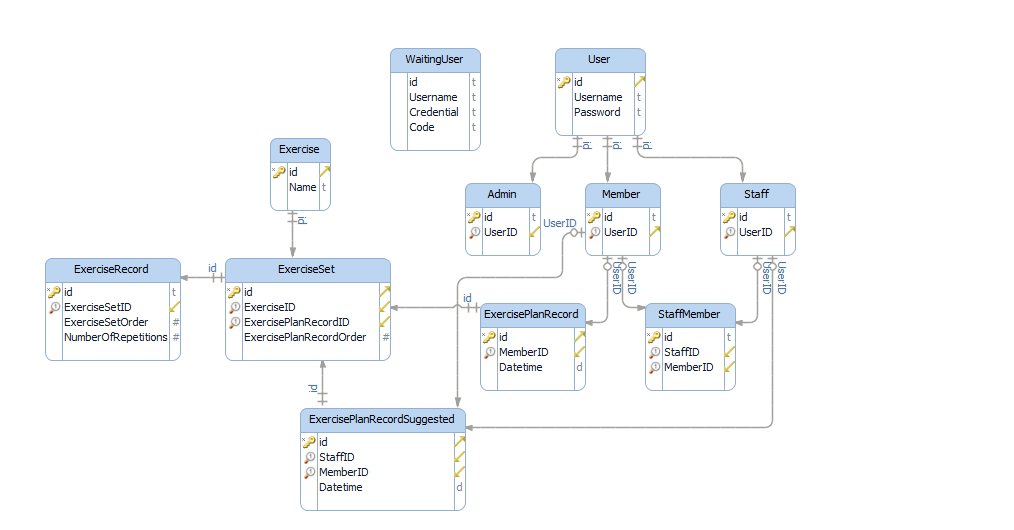 WaitingUser
id t
Username t
Credential t
Code t
User
id
Username t
Password t
id
id
id
Exercise
id
Name t
id
Admin
id t
UserID
Member
id t
UserID
Staff
id t
UserID
UserID
UserID
UserID
UserID
UserID
ExerciseRecord
id t
ExerciseSetID
ExerciseSetOrder #
NumberOfRepetitions #
id
ExerciseSet
id
ExerciseID
ExercisePlanRecordID
ExercisePlanRecordOrder #
id
ExercisePlanRecord
id
MemberID
Datetime d
StaffMember
id t
StaffID
MemberID
id
ExercisePlanRecordSuggested
id
StaffID
MemberID
Datetime d